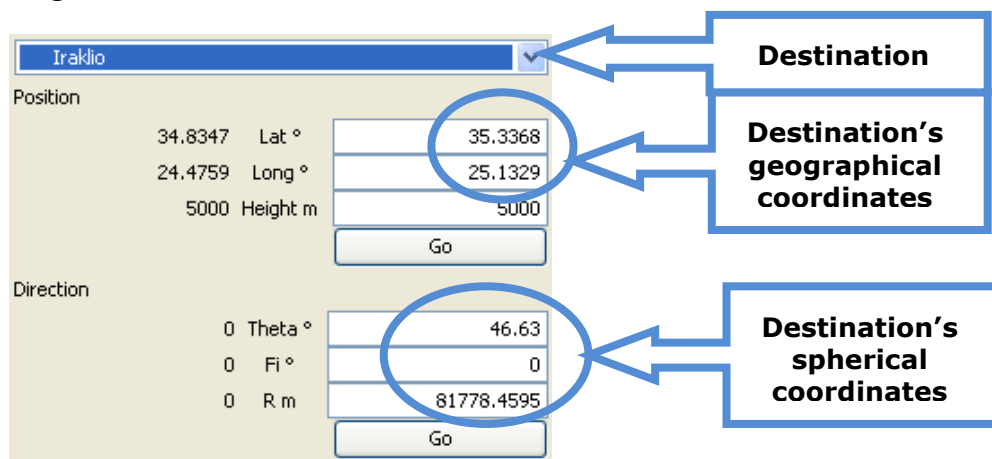 Iraklio
Destination
Position
34.8347 Lat ° 35.3368
24.4759 Long ° 25.1329
5000 Height m 5000
Go
Destination’s
geographical
coordinates
Direction
0 Theta ° 46.63
0 Fi ° 0
0 R m 81778.4595
Go
Destination’s
spherical
coordinates